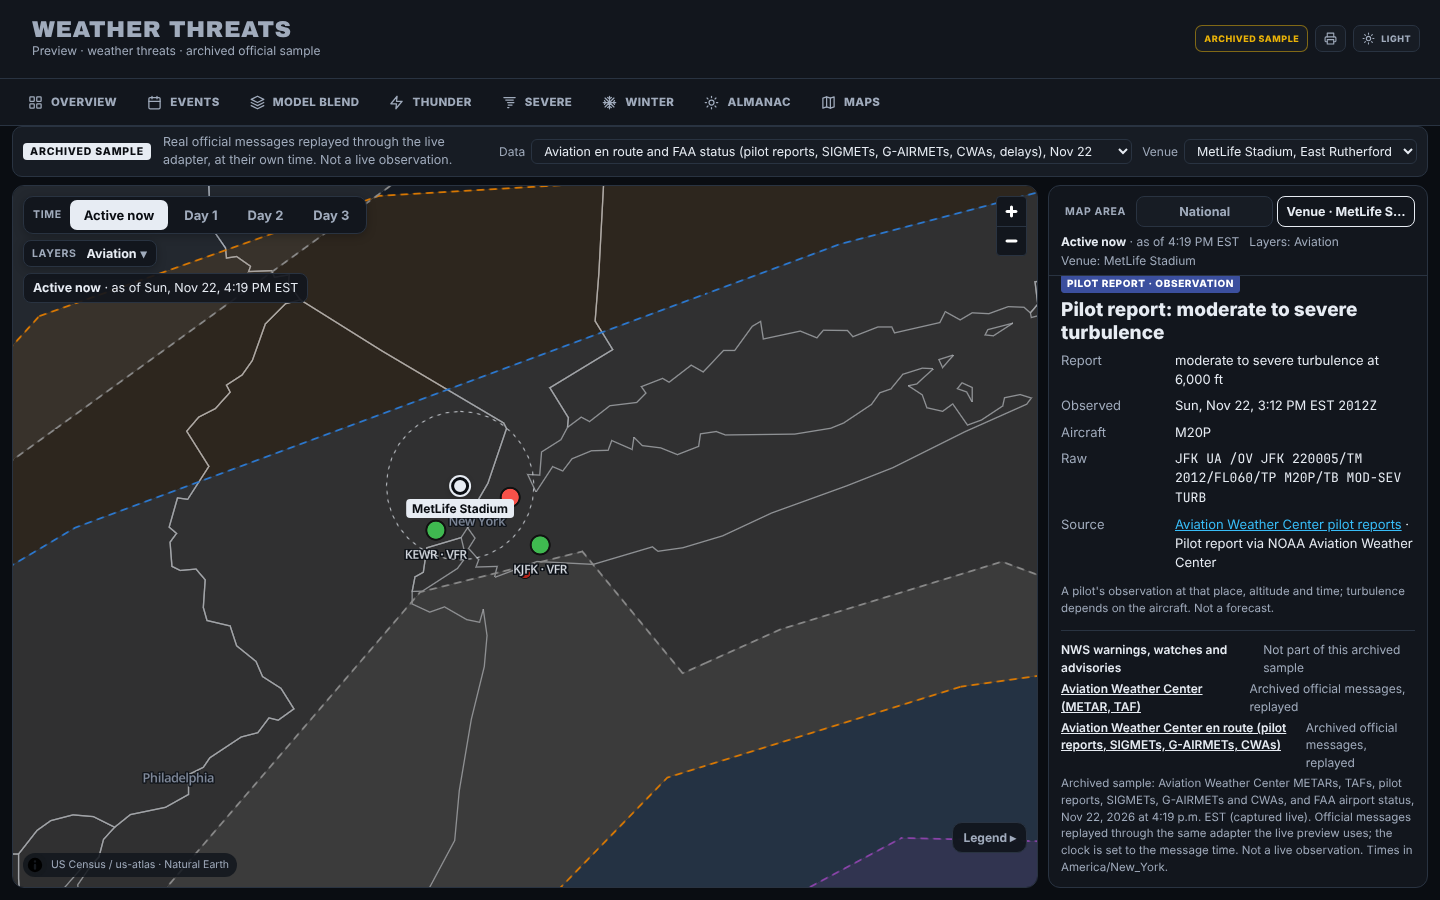 WEATHER THREATS
Preview · weather threats · archived official sample
ARCHIVED SAMPLE
LIGHT
OVERVIEW
EVENTS
MODEL BLEND
THUNDER
SEVERE
WINTER
ALMANAC
MAPS
ARCHIVED SAMPLE
Real official messages replayed through the live
adapter, at their own time. Not a live observation.
Data
Aviation en route and FAA status (pilot reports, SIGMETs, G-AIRMETs, CWAs, delays), Nov 22
Venue
MetLife Stadium, East Rutherford
TIME
Active now
Day 1
Day 2
Day 3
LAYERS Aviation ▾
Active now · as of Sun, Nov 22, 4:19 PM EST
+
−
MetLife Stadium
New York
KEWR · VFR
KJFK · VFR
Philadelphia
Legend ▸
US Census / us-atlas · Natural Earth
MAP AREA
National
Venue · MetLife S...
Active now · as of 4:19 PM EST Layers: Aviation
Venue: MetLife Stadium
PILOT REPORT · OBSERVATION
Pilot report: moderate to severe
turbulence
Report
moderate to severe turbulence at
6,000 ft
Observed
Sun, Nov 22, 3:12 PM EST 2012Z
Aircraft
M20P
Raw
JFK UA /OV JFK 220005/TM
2012/FL060/TP M20P/TB MOD-SEV
TURB
Source
Aviation Weather Center pilot reports ·
Pilot report via NOAA Aviation Weather
Center
A pilot's observation at that place, altitude and time; turbulence
depends on the aircraft. Not a forecast.
NWS warnings, watches and
advisories
Not part of this archived
sample
Aviation Weather Center
(METAR, TAF)
Archived official messages,
replayed
Aviation Weather Center en route (pilot
reports, SIGMETs, G-AIRMETs, CWAs)
Archived official
messages,
replayed
Archived sample: Aviation Weather Center METARs, TAFs, pilot
reports, SIGMETs, G-AIRMETs and CWAs, and FAA airport status,
Nov 22, 2026 at 4:19 p.m. EST (captured live). Official messages
replayed through the same adapter the live preview uses; the
clock is set to the message time. Not a live observation. Times in
America/New_York.